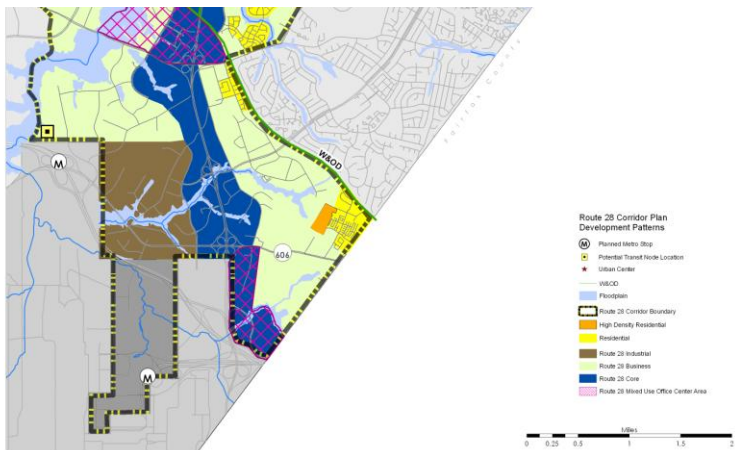 Fairfax County
M
W&OD
606
M
Route 28 Corridor Plan
Development Patterns
M Planned Metro Stop
Potential Transit Node Location
Urban Center
W&OD
Floodplain
Route 28 Corridor Boundary
High Density Residential
Residential
Route 28 Industrial
Route 28 Business
Route 28 Core
Route 28 Mixed Use Office Center Area
Miles
0 0.25 0.5 1 1.5 2